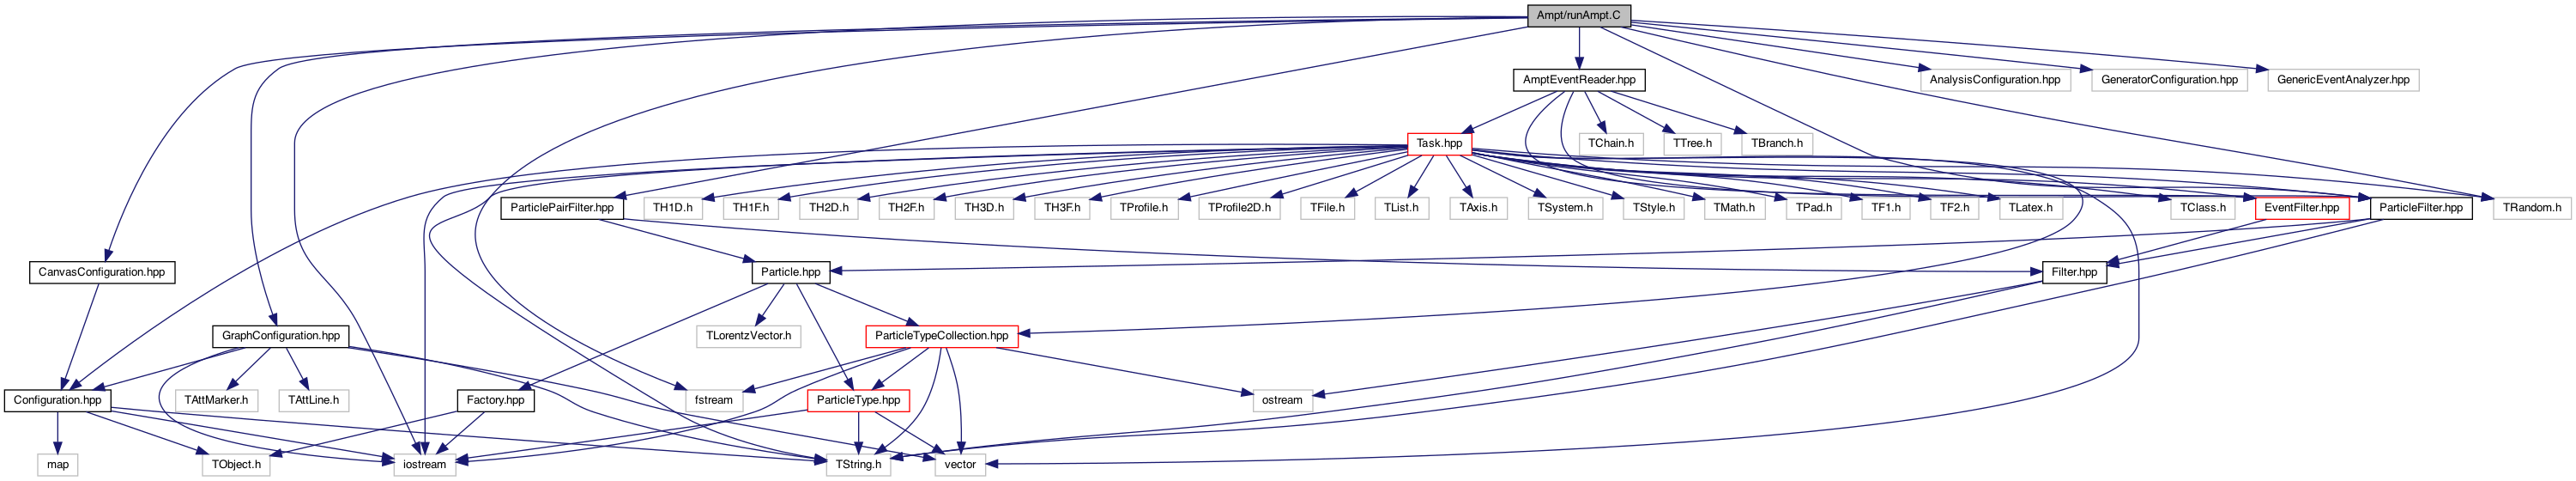 Ampt/runAmpt.C
AmptEventReader.hpp
AnalysisConfiguration.hpp
GeneratorConfiguration.hpp
GenericEventAnalyzer.hpp
Task.hpp
TChain.h
TTree.h
TBranch.h
ParticlePairFilter.hpp
TH1D.h
TH1F.h
TH2D.h
TH2F.h
TH3D.h
TH3F.h
TProfile.h
TProfile2D.h
TFile.h
TList.h
TAxis.h
TSystem.h
TStyle.h
TMath.h
TPad.h
TF1.h
TF2.h
TLatex.h
TClass.h
EventFilter.hpp
ParticleFilter.hpp
TRandom.h
CanvasConfiguration.hpp
Particle.hpp
Filter.hpp
GraphConfiguration.hpp
TLorentzVector.h
ParticleTypeCollection.hpp
Configuration.hpp
TAttMarker.h
TAttLine.h
Factory.hpp
fstream
ParticleType.hpp
ostream
map
TObject.h
iostream
TString.h
vector